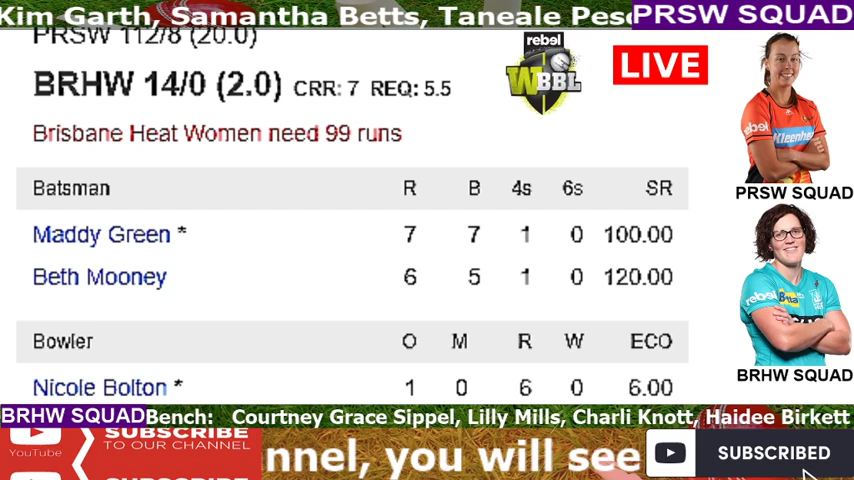 Kim Garth, Samantha Betts, Taneale Pesc
PRSW SQUAD
PRSW 112/8 (20.0)
BRHW 14/0 (2.0) CRR: 7 REQ: 5.5
rebel
WBBL
LIVE
Brisbane Heat Women need 99 runs
Batsman R B 4s 6s SR
Maddy Green * 7 7 1 0 100.00
Beth Mooney 6 5 1 0 120.00
Bowler O M R W ECO
Nicole Bolton * 1 0 6 0 6.00
rebel
Kleenhe
PRSW SQUAD
rebel
BRHW SQUAD
BRHW SQUAD Bench: Courtney Grace Sippel, Lilly Mills, Charli Knott, Haidee Birkett
YouTube
SUBSCRIBE
TO OUR CHANNEL
nnel, you will see
SUBSCRIBED